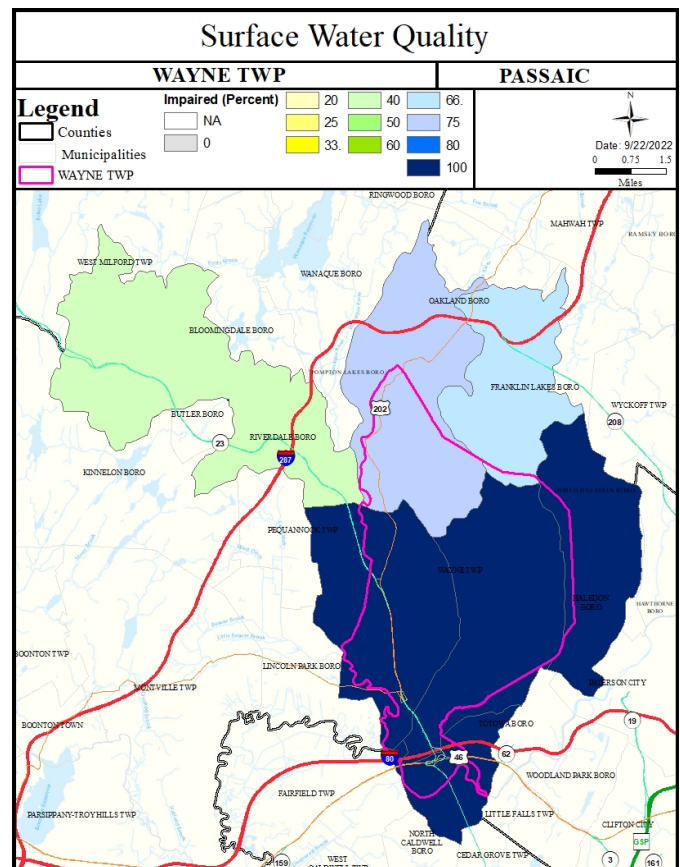 Surface Water Quality
WAYNE TWP
PASSAIC
Legend
Counties
Municipalities
WAYNE TWP
Impaired (Percent)
NA
0
20
25
33.
40
50
60
66.
75
80
100
N
Date: 9/22/2022
0 0.75 1.5
Miles
RINGWOOD BORO
MAHWAH TWP
RAMSEY BORO
WEST MILFORD TWP
WANAQUE BORO
OAKLAND BORO
BLOOMINGDALE BORO
POMPTON LAKES BORO
FRANKLIN LAKES BORO
WYCKOFF TWP
202
BUTLER BORO
208
23
RIVERDALE BORO
287
KINNELON BORO
PEQUANNOCK TWP
WAYNE TWP
HALEDON
BORO
HAWTHORNE
BORO
Little Beaver Brook
BOONTON TWP
LINCOLN PARK BORO
MONTVILLE TWP
PATERSON CITY
BOONTON TOWN
TOTOWA BORO
19
62
80
46
WOODLAND PARK BORO
FAIRFIELD TWP
PARSIPPANY-TROY HILLS TWP
LITTLE FALLS TWP
CLIFTON CITY
NORTH
CALDWELL
BORO
GSP
CEDAR GROVE TWP
WEST
CALDWELL TWP
159
3
161